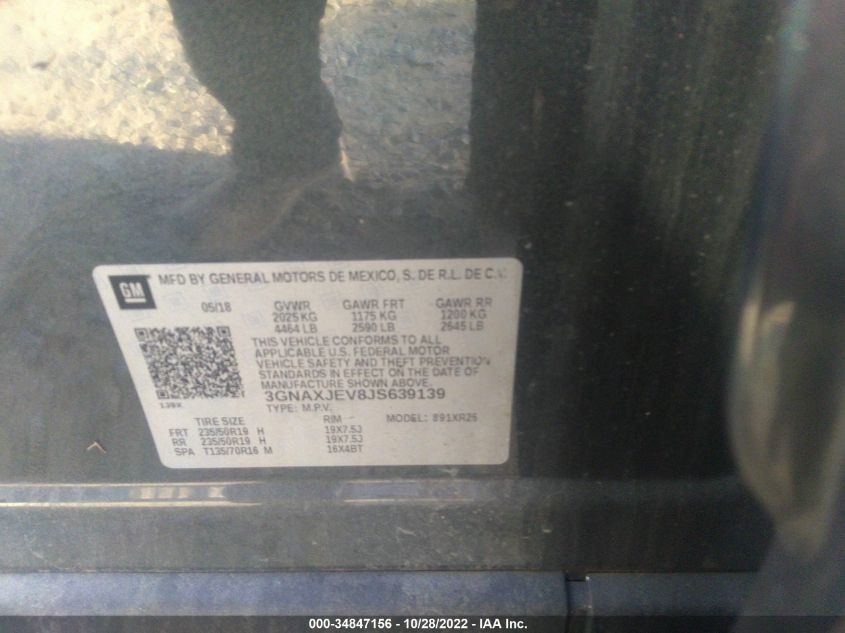 GM
MFD BY GENERAL MOTORS DE MEXICO, S. DE R.L. DE C.V.
05/18 GVWR GAWR FRT GAWR RR
2025 KG 1175 KG 1200 KG
4464 LB 2590 LB 2645 LB
THIS VEHICLE CONFORMS TO ALL
APPLICABLE U.S. FEDERAL MOTOR
VEHICLE SAFETY AND THEFT PREVENTION
STANDARDS IN EFFECT ON THE DATE OF
MANUFACTURE SHOWN ABOVE.
139X
3GNAXJEV8JS639139
TYPE: M.P.V. MODEL: 891XR26
TIRE SIZE RIM
FRT 235/50R19 H 19X7.5J
RR 235/50R19 H 19X7.5J
SPA T135/70R16 M 16X4BT
000-34847156 - 10/28/2022 - IAA Inc.